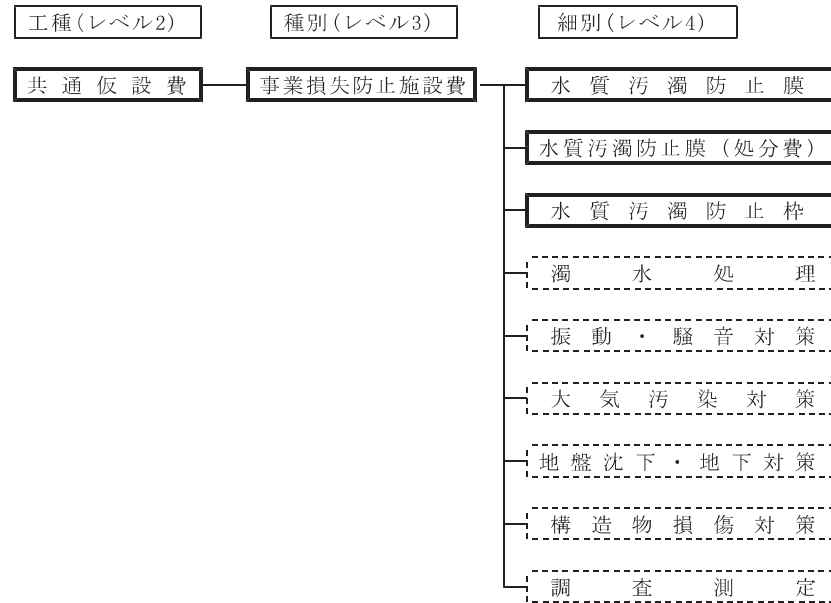 工種(レベル2) 種別(レベル3) 細別(レベル4)
共通仮設費 事業損失防止施設費 水質汚濁防止膜
水質汚濁防止膜(処分費)
水質汚濁防止枠
濁水処理
振動・騒音対策
大気汚染対策
地盤沈下・地下対策
構造物損傷対策
調査測定